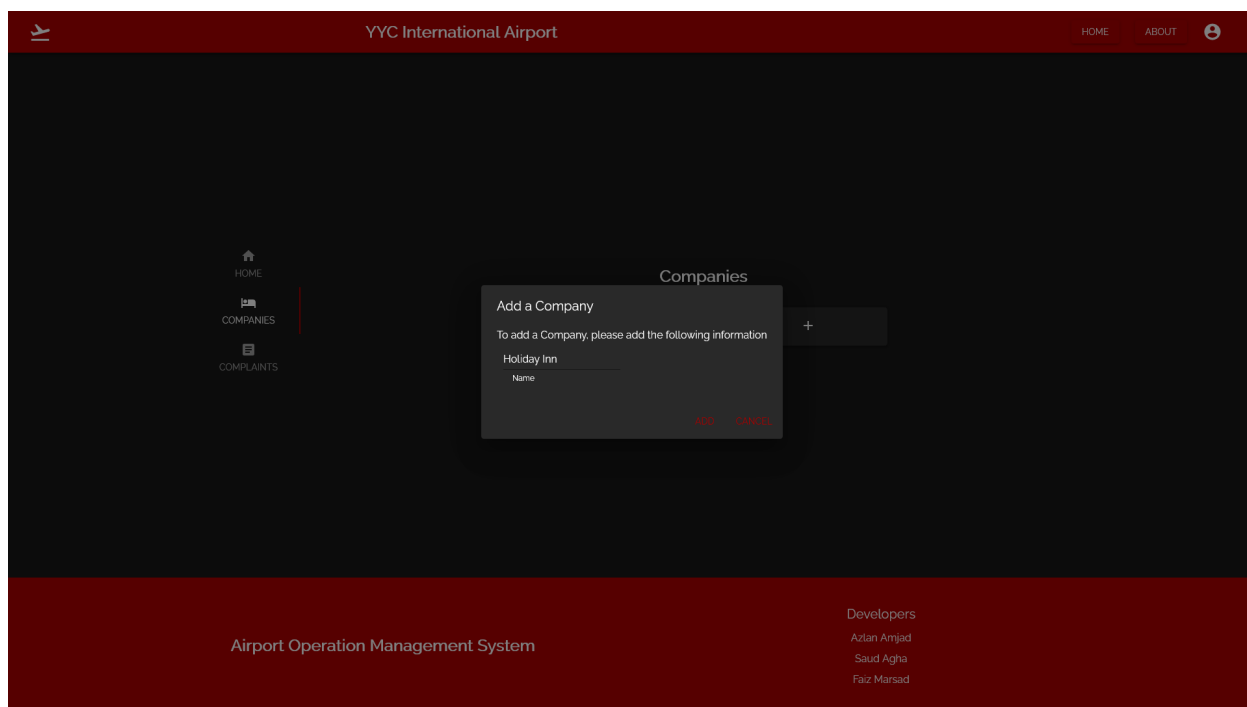 YYC International Airport
HOME
ABOUT
HOME
COMPANIES
COMPLAINTS
Companies
Add a Company
To add a Company, please add the following information
Holiday Inn
Name
+
ADD
CANCEL
Airport Operation Management System
Developers
Azlan Amjad
Saud Agha
Faiz Marsad